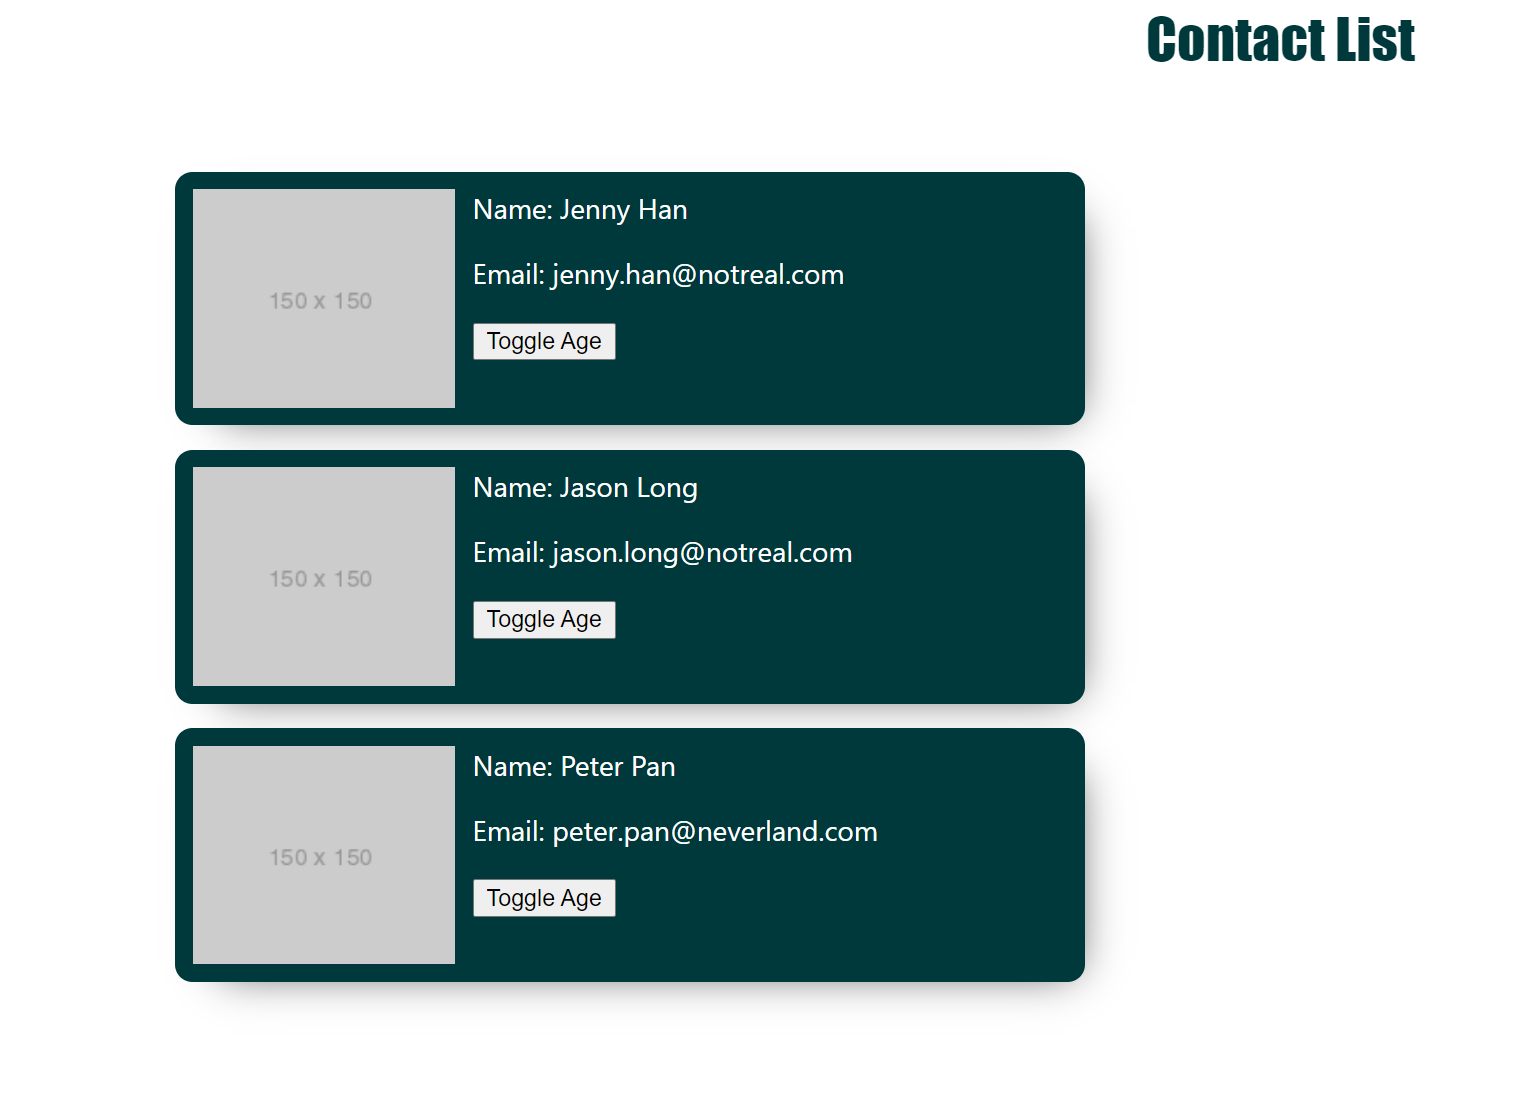 Contact List
150 x 150
Name: Jenny Han
Email: jenny.han@notreal.com
Toggle Age
150 x 150
Name: Jason Long
Email: jason.long@notreal.com
Toggle Age
150 x 150
Name: Peter Pan
Email: peter.pan@neverland.com
Toggle Age